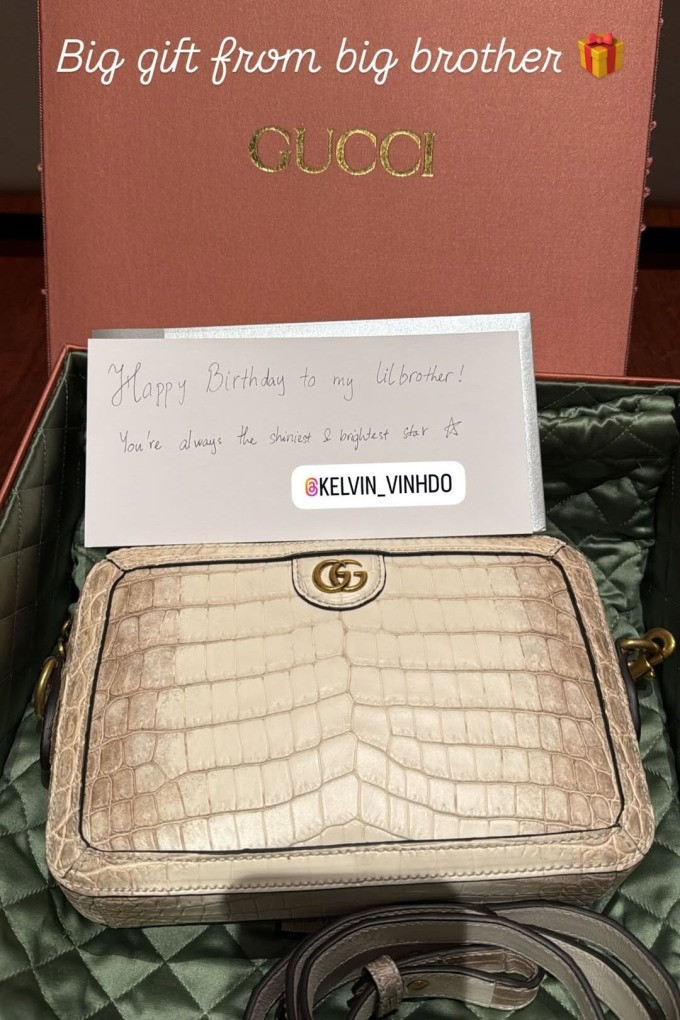 Big gift from big brother 🎁
GUCCI
Happy Birthday to my lil brother!
You're always the shiniest & brightest star ☆
@KELVIN_VINHDO
GG